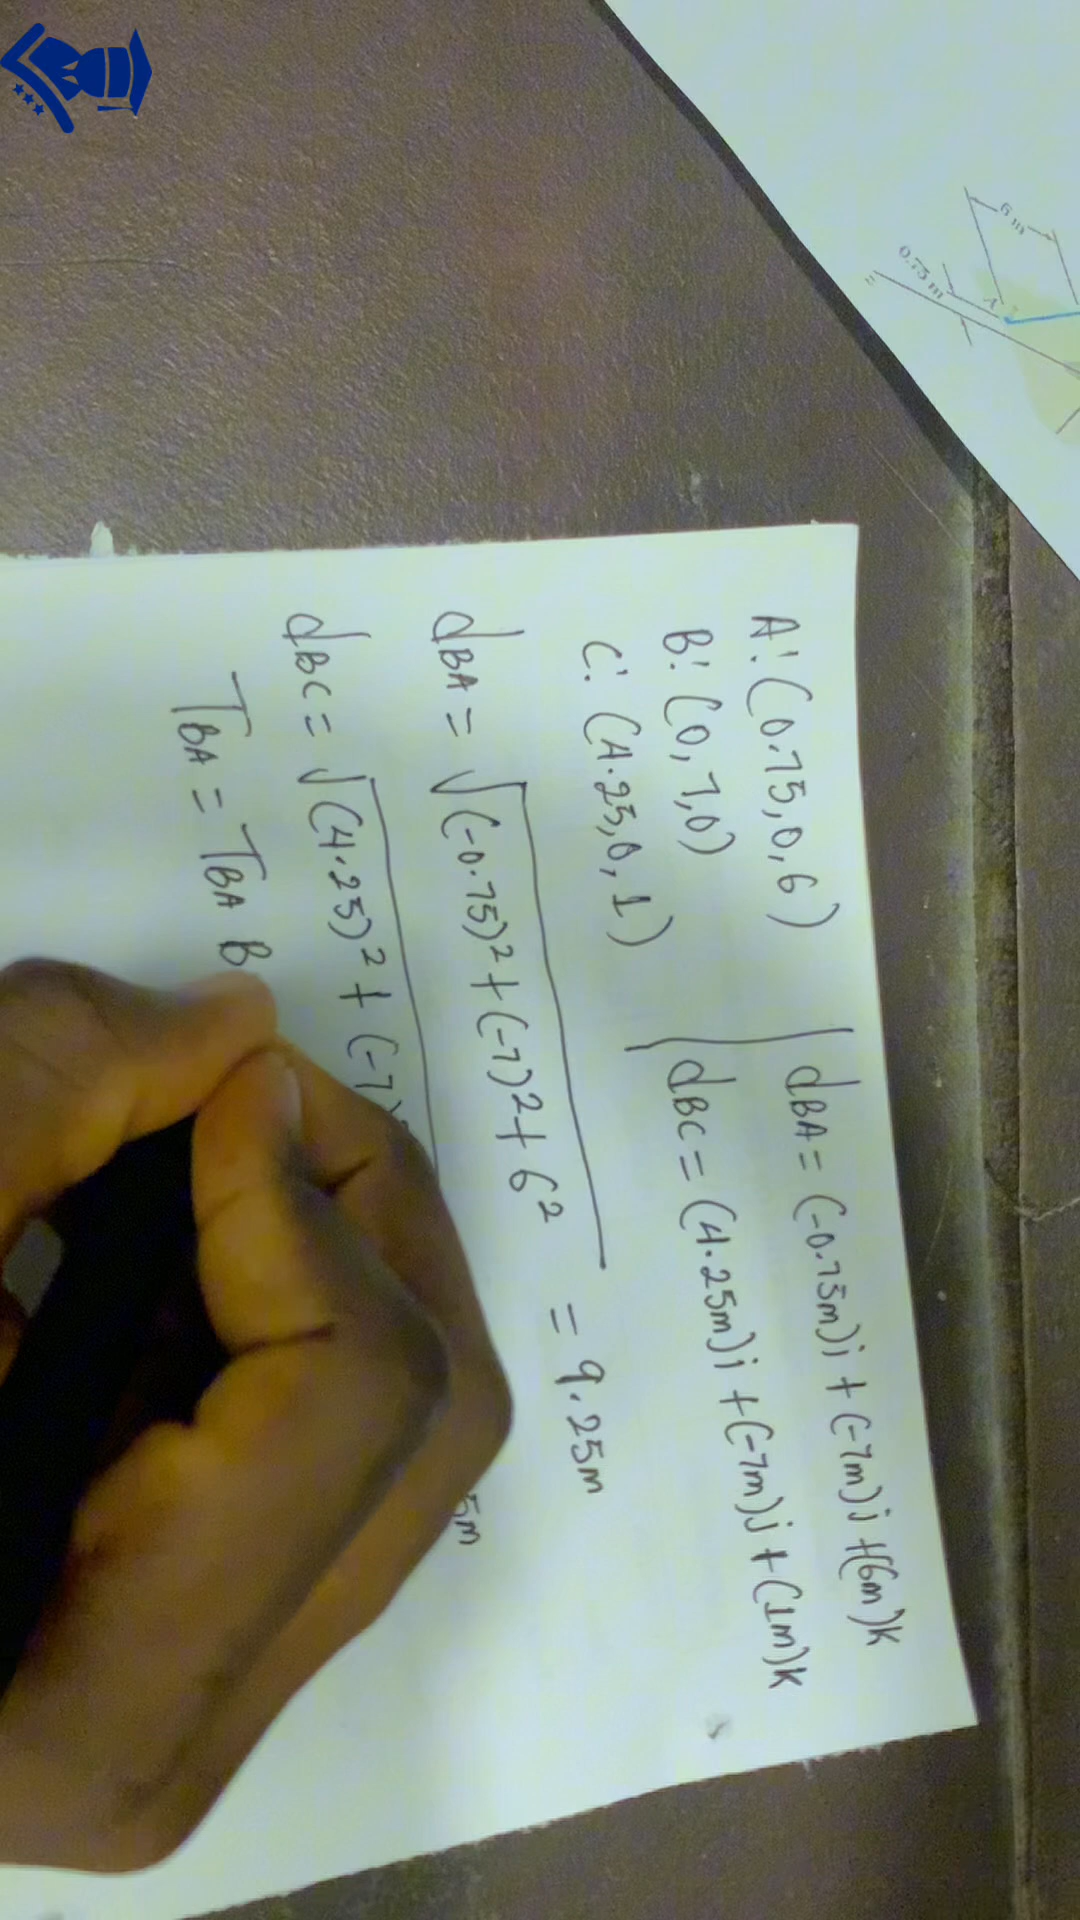 6 m
0.75 m
A
A: (0.75, 0, 6)
B: (0, 7, 0)
C: (4.25, 0, 1)
dBA = (-0.75m)i + (-7m)j + (6m)k
dBC = (4.25m)i + (-7m)j + (1m)k
dBA = √(-0.75)² + (-7)² + 6² = 9.25m
dBC = √(4.25)² + (-7) 5m
TBA = TBA B